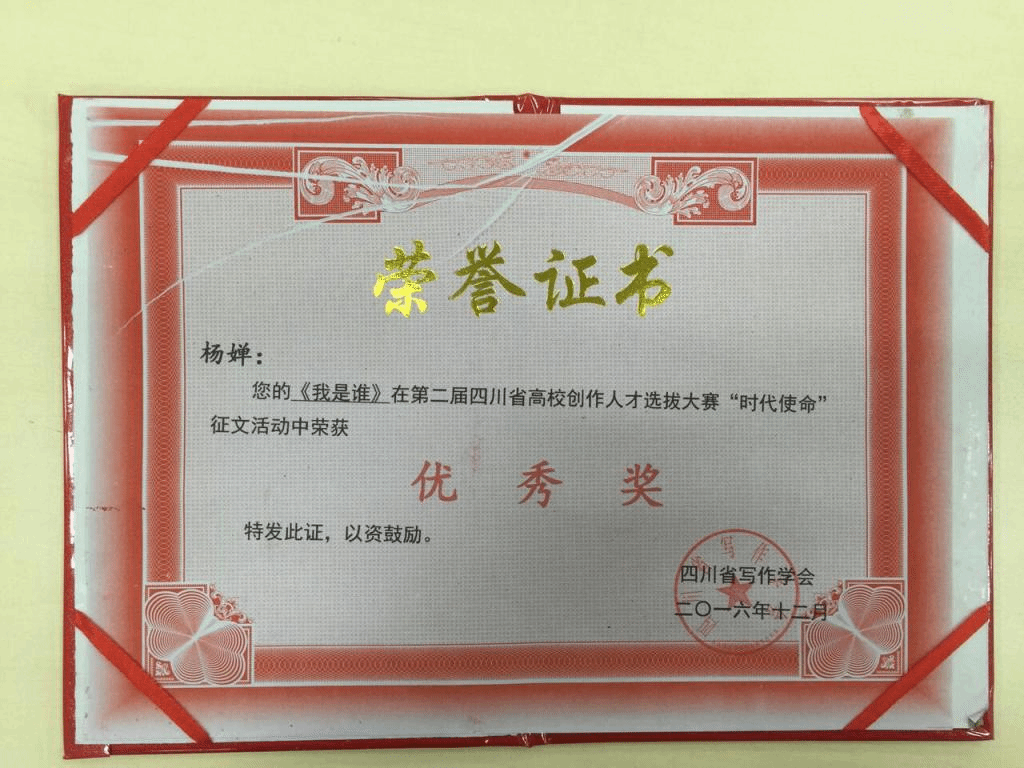 荣誉证书
杨婵：
您的《我是谁》在第二届四川省高校创作人才选拔大赛“时代使命”
征文活动中荣获
优秀奖
特发此证，以资鼓励。
四川省写作学会
二〇一六年十二月